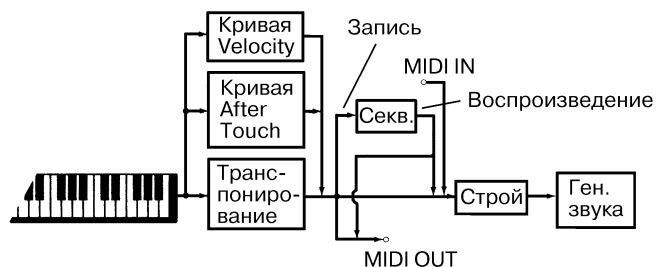 Кривая
Velocity
Запись
MIDI IN
Кривая
After
Touch
Секв.
Воспроизведение
Транс-
пониро-
вание
Строй
Ген.
звука
MIDI OUT